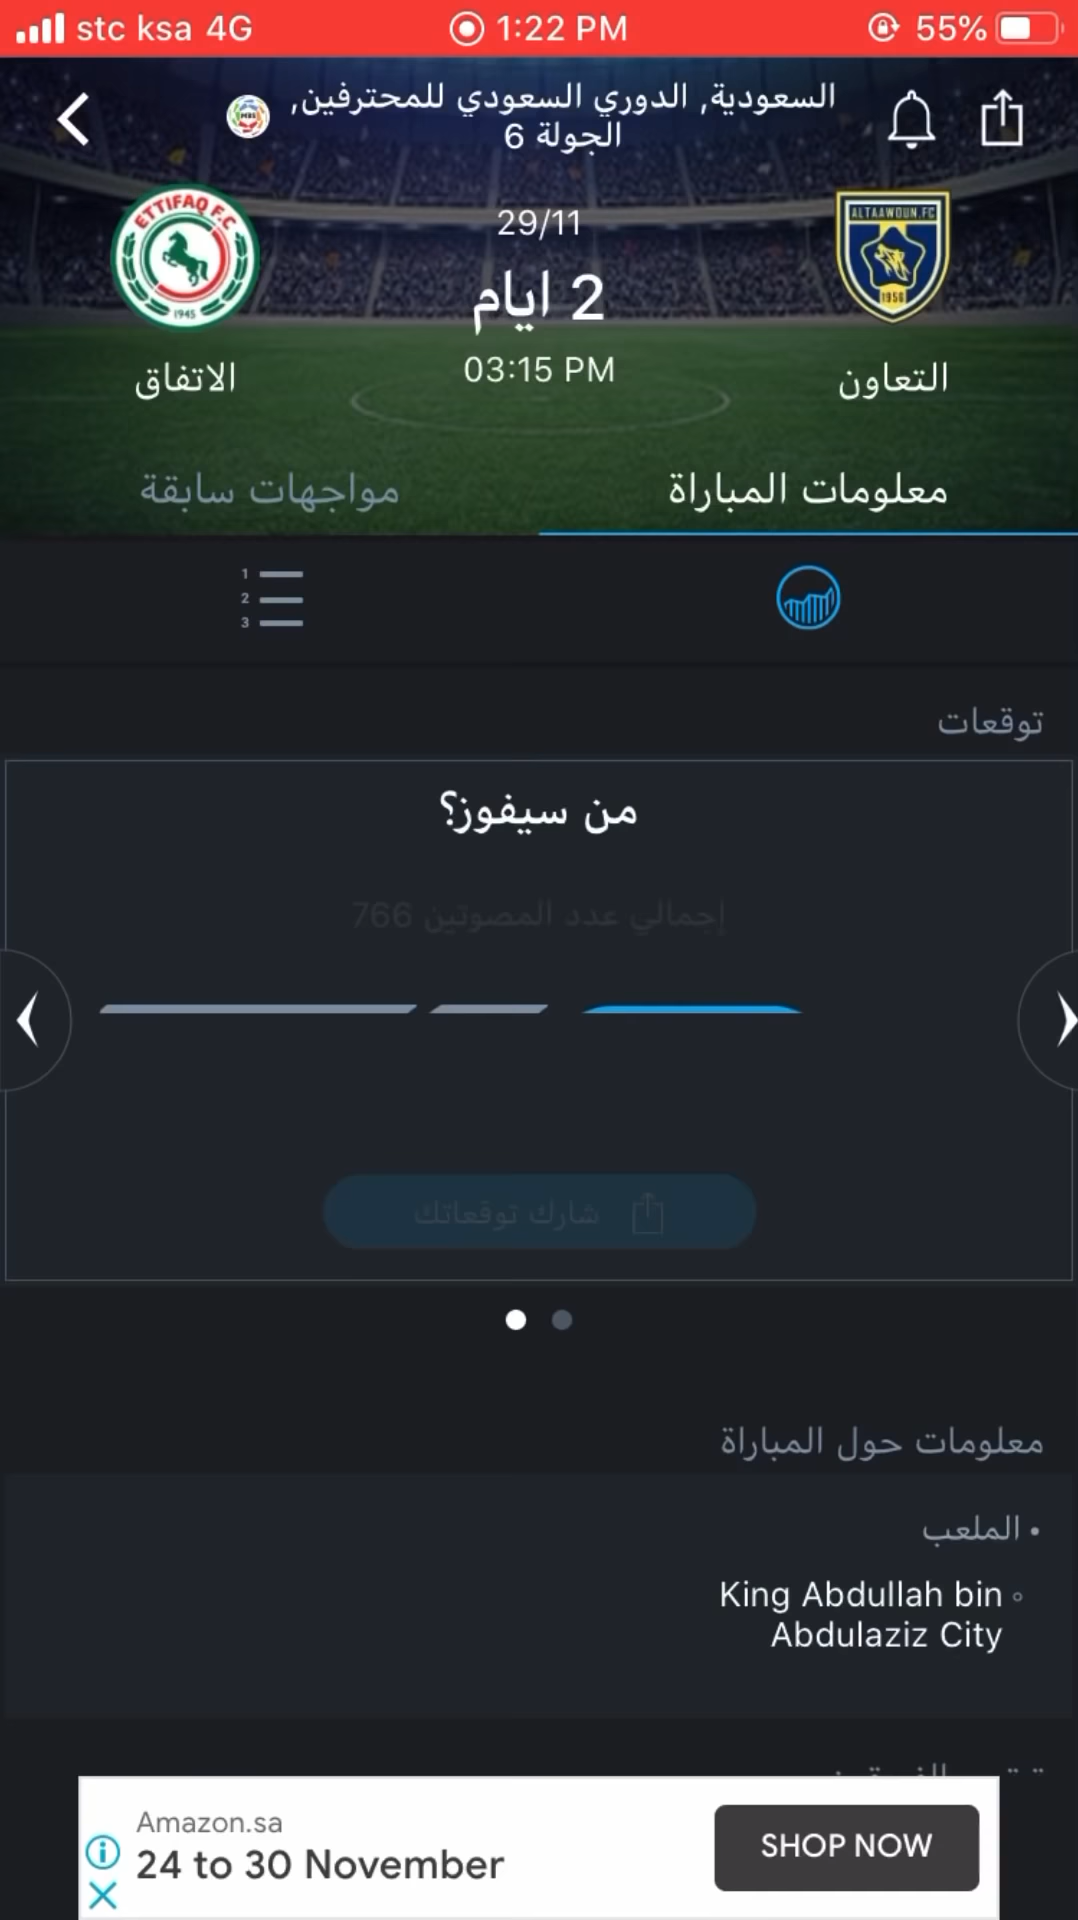 stc ksa 4G
1:22 PM
55%
السعودية, الدوري السعودي للمحترفين,
الجولة 6
MBS
ETTIFAQ F.C
1945
ALTAAWOUN.FC
1956
29/11
2 ايام
03:15 PM
التعاون
الاتفاق
معلومات المباراة
مواجهات سابقة
1
2
3
توقعات
من سيفوز؟
إجمالي عدد المصوتين 766
شارك توقعاتك
معلومات حول المباراة
• الملعب
◦ King Abdullah bin
Abdulaziz City
Amazon.sa
24 to 30 November
SHOP NOW